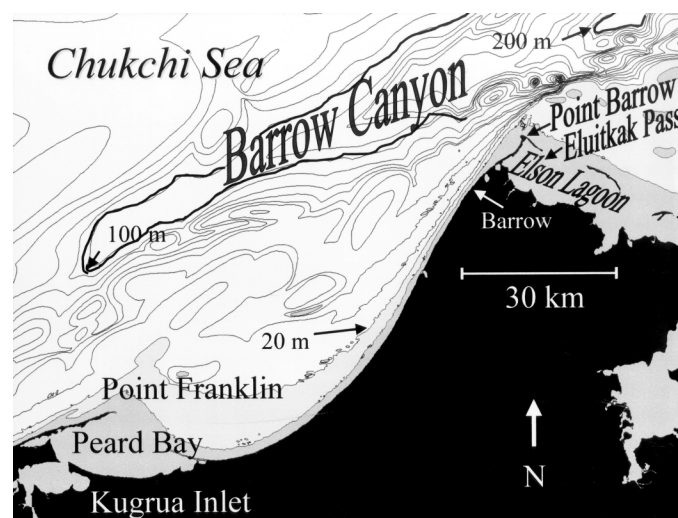 200 m
Chukchi Sea
Barrow Canyon
Point Barrow
Eluitkak Pass
Elson Lagoon
Barrow
100 m
30 km
20 m
Point Franklin
Peard Bay
N
Kugrua Inlet